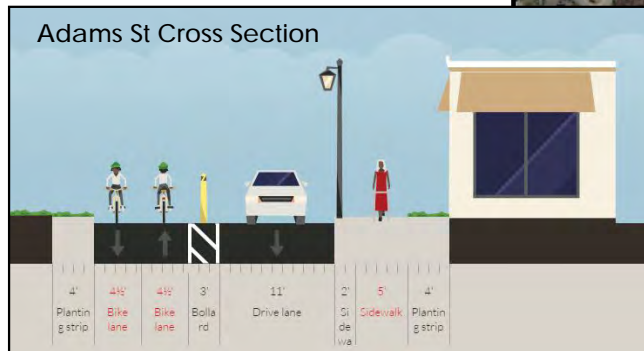 Adams St Cross Section
4' 4½' 4½' 3' 11' 2' 5' 4'
Plantin Bike Bike Bolla Drive lane Si Sidewalk Plantin
g strip lane lane rd de g strip
wa